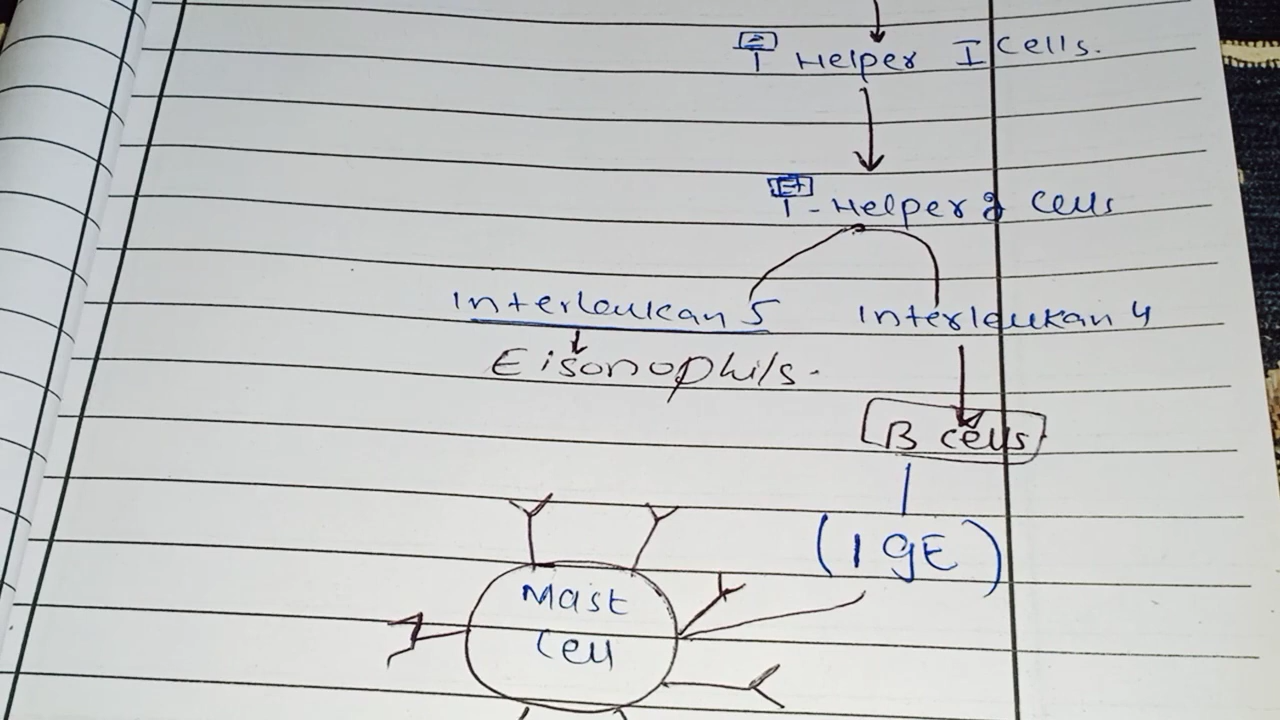 T Helper I cells.
T-Helper 2 cells
Interleukan 5 Interleukan 4
Eisonophils.
B cells
(IgE)
Mast
Cell